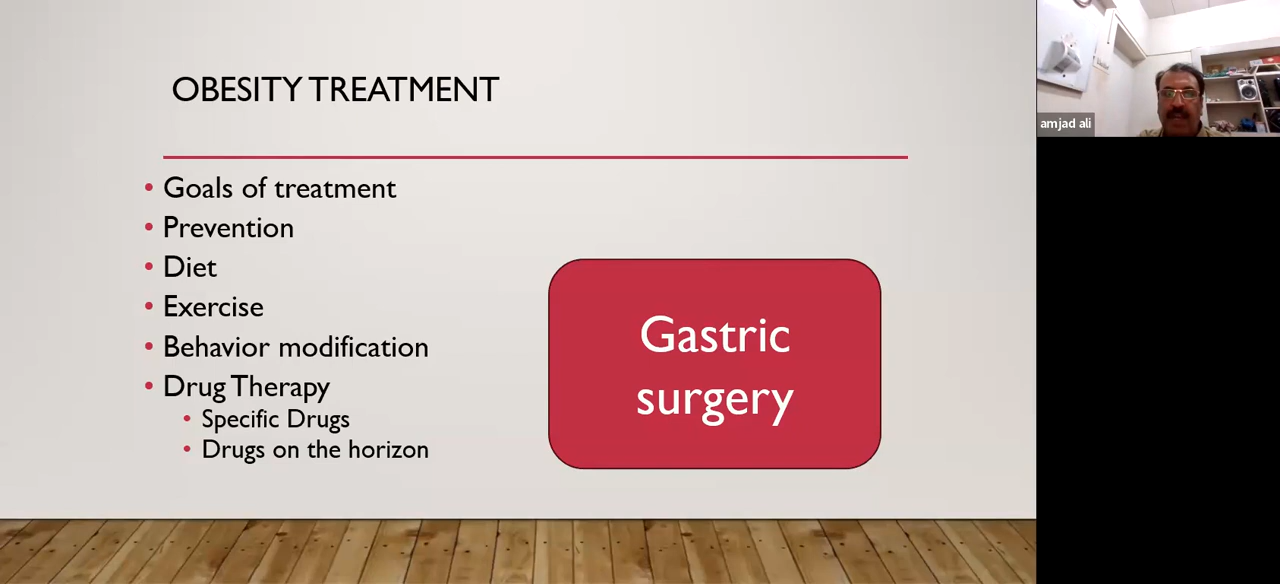 OBESITY TREATMENT
• Goals of treatment
• Prevention
• Diet
• Exercise
• Behavior modification
• Drug Therapy
• Specific Drugs
• Drugs on the horizon
Gastric
surgery
amjad ali